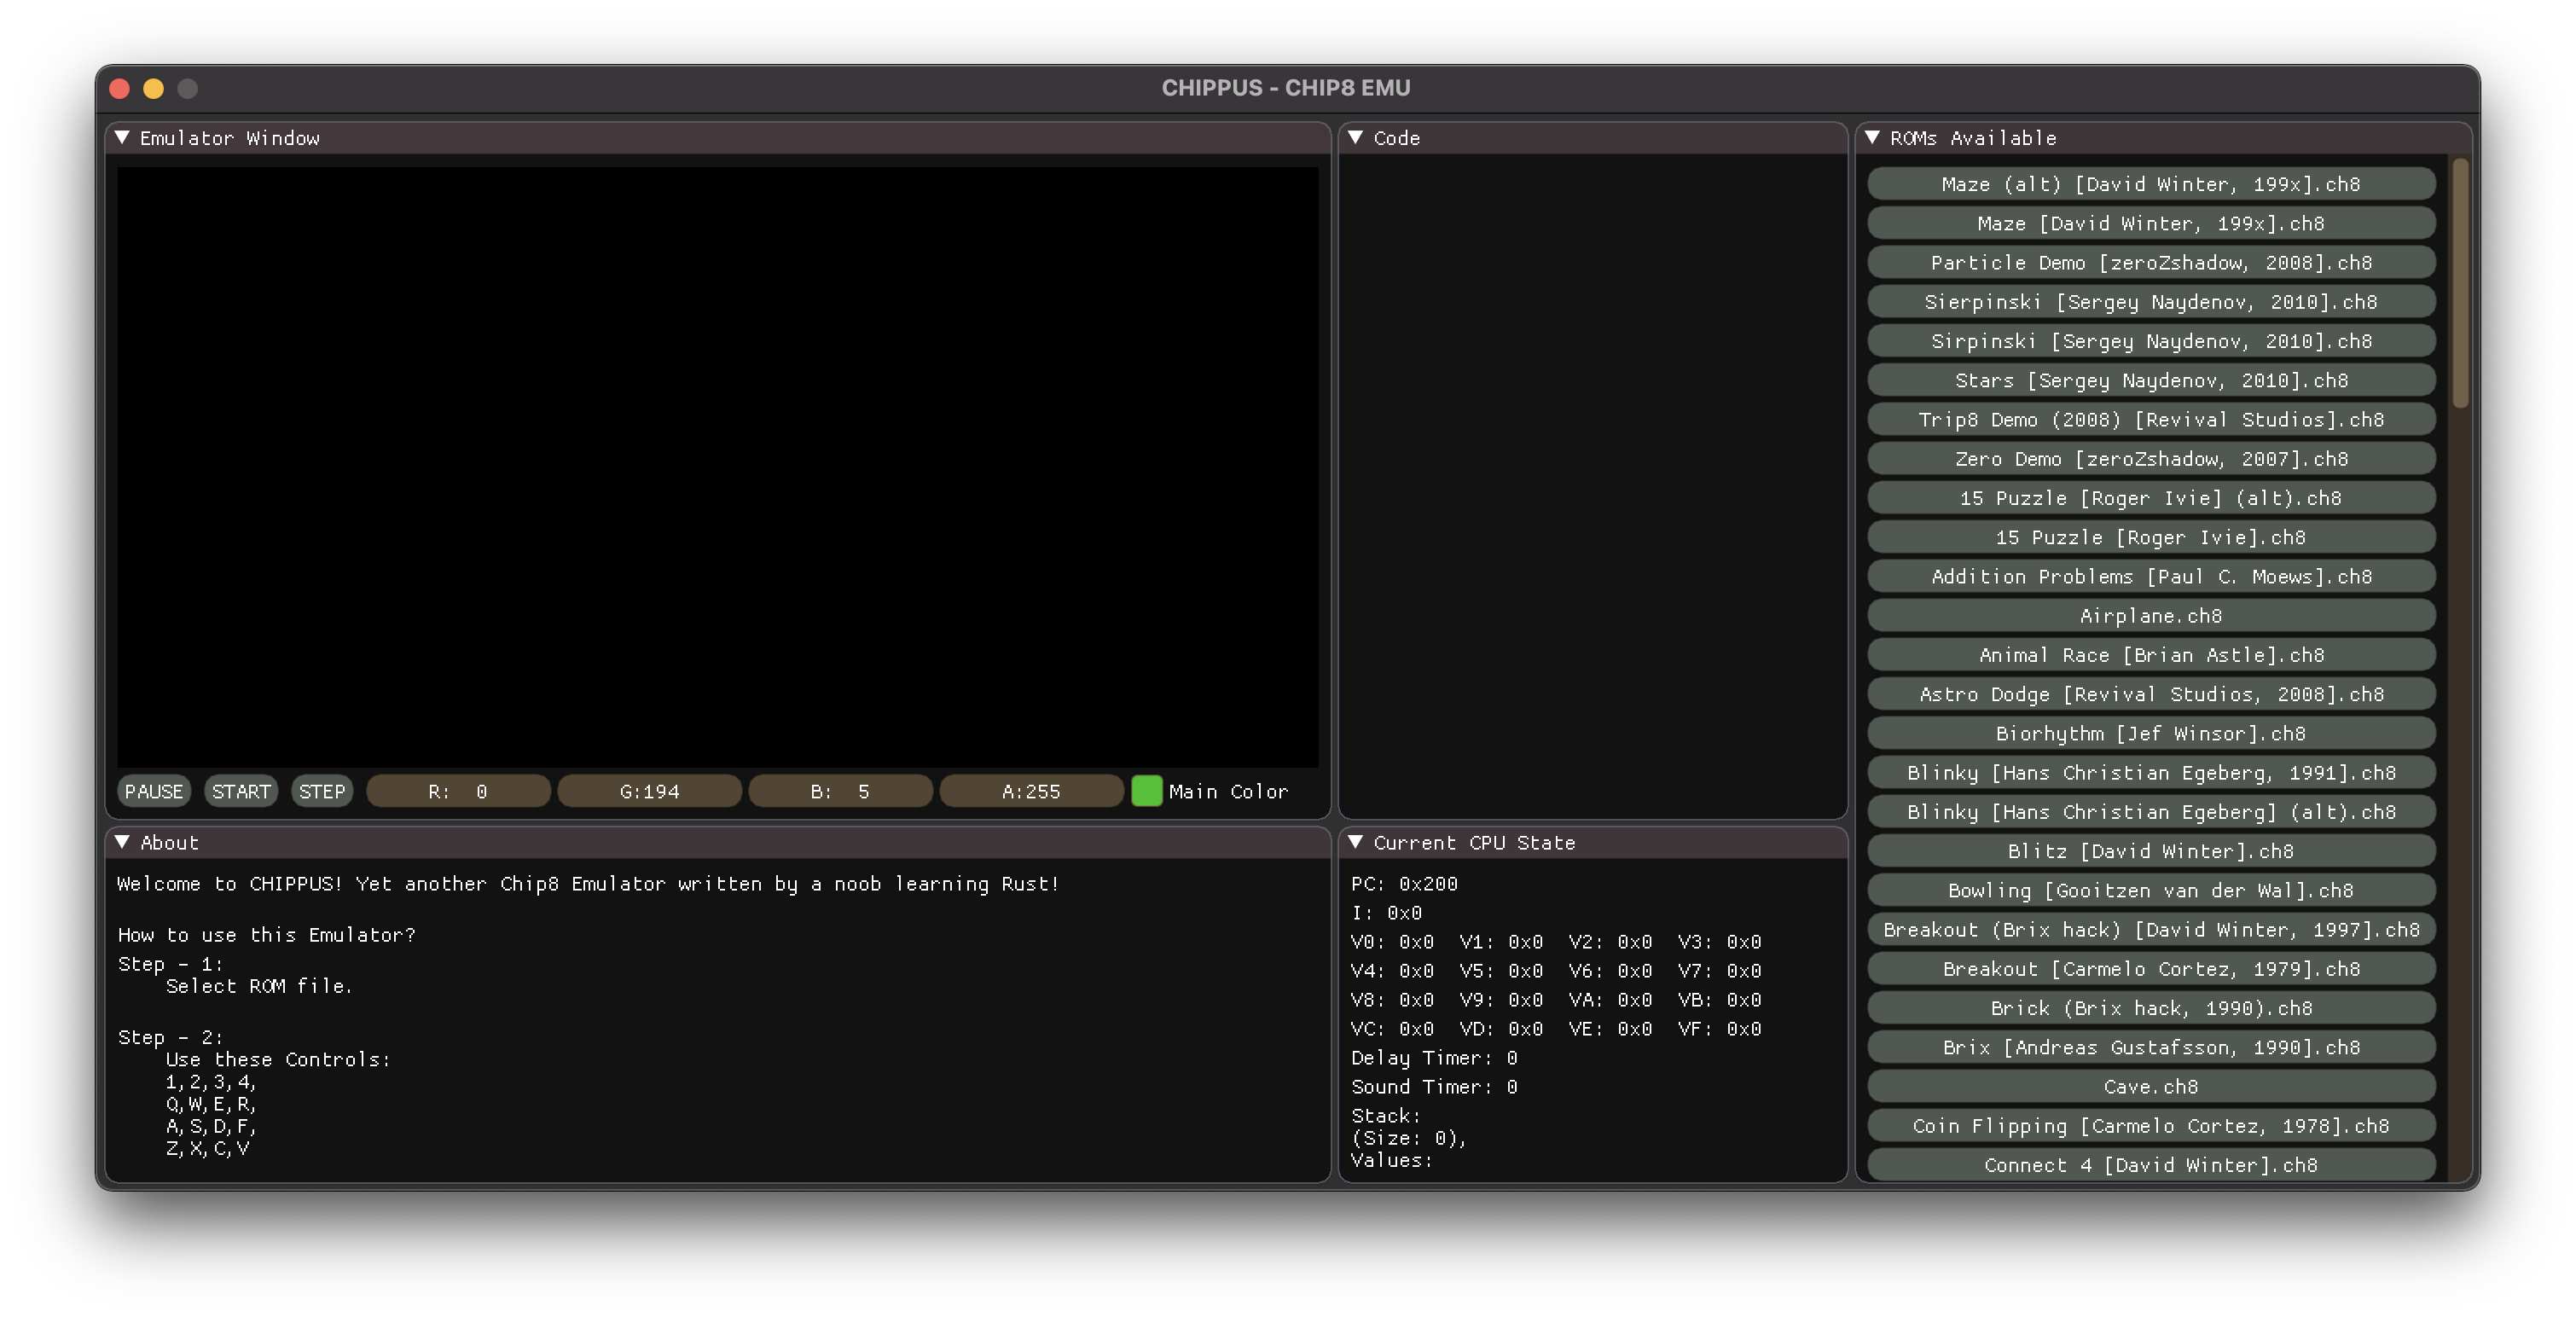 CHIPPUS - CHIP8 EMU
Emulator Window
PAUSE START STEP R: 0 G:194 B: 5 A:255 Main Color
About
Welcome to CHIPPUS! Yet another Chip8 Emulator written by a noob learning Rust!
How to use this Emulator?
Step - 1:
Select ROM file.
Step - 2:
Use these Controls:
1,2,3,4,
Q,W,E,R,
A,S,D,F,
Z,X,C,V
Code
Current CPU State
PC: 0x200
I: 0x0
V0: 0x0 V1: 0x0 V2: 0x0 V3: 0x0
V4: 0x0 V5: 0x0 V6: 0x0 V7: 0x0
V8: 0x0 V9: 0x0 VA: 0x0 VB: 0x0
VC: 0x0 VD: 0x0 VE: 0x0 VF: 0x0
Delay Timer: 0
Sound Timer: 0
Stack:
(Size: 0),
Values:
ROMs Available
Maze (alt) [David Winter, 199x].ch8
Maze [David Winter, 199x].ch8
Particle Demo [zeroZshadow, 2008].ch8
Sierpinski [Sergey Naydenov, 2010].ch8
Sirpinski [Sergey Naydenov, 2010].ch8
Stars [Sergey Naydenov, 2010].ch8
Trip8 Demo (2008) [Revival Studios].ch8
Zero Demo [zeroZshadow, 2007].ch8
15 Puzzle [Roger Ivie] (alt).ch8
15 Puzzle [Roger Ivie].ch8
Addition Problems [Paul C. Moews].ch8
Airplane.ch8
Animal Race [Brian Astle].ch8
Astro Dodge [Revival Studios, 2008].ch8
Biorhythm [Jef Winsor].ch8
Blinky [Hans Christian Egeberg, 1991].ch8
Blinky [Hans Christian Egeberg] (alt).ch8
Blitz [David Winter].ch8
Bowling [Gooitzen van der Wal].ch8
Breakout (Brix hack) [David Winter, 1997].ch8
Breakout [Carmelo Cortez, 1979].ch8
Brick (Brix hack, 1990).ch8
Brix [Andreas Gustafsson, 1990].ch8
Cave.ch8
Coin Flipping [Carmelo Cortez, 1978].ch8
Connect 4 [David Winter].ch8